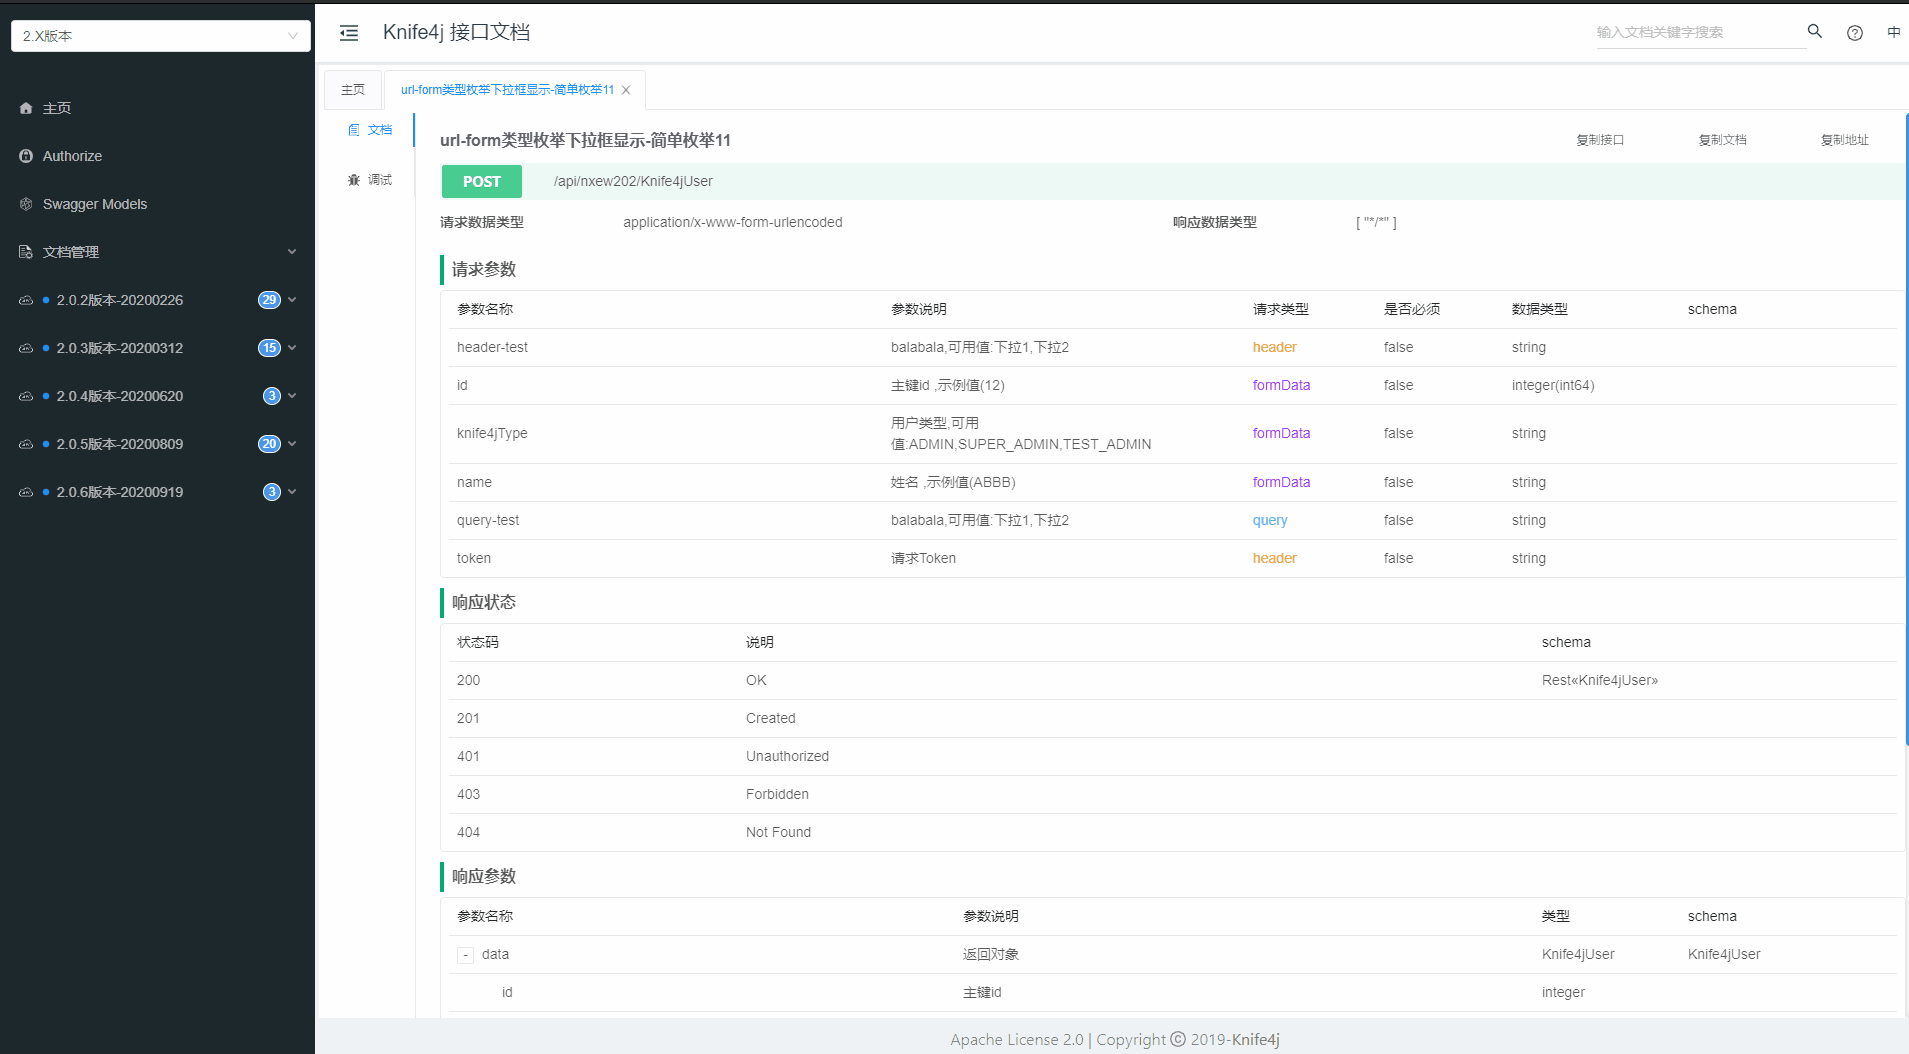 2.X版本
主页
Authorize
Swagger Models
文档管理
2.0.2版本-20200226 29
2.0.3版本-20200312 15
2.0.4版本-20200620 3
2.0.5版本-20200809 20
2.0.6版本-20200919 3
Knife4j 接口文档
输入文档关键字搜索 中
主页 url-form类型枚举下拉框显示-简单枚举11
文档
调试
url-form类型枚举下拉框显示-简单枚举11 复制接口 复制文档 复制地址
POST /api/nxew202/Knife4jUser
请求数据类型 application/x-www-form-urlencoded 响应数据类型 [ "*/*" ]
请求参数
参数名称 参数说明 请求类型 是否必须 数据类型 schema
header-test balabala,可用值:下拉1,下拉2 header false string
id 主键id ,示例值(12) formData false integer(int64)
knife4jType 用户类型,可用
值:ADMIN,SUPER_ADMIN,TEST_ADMIN formData false string
name 姓名 ,示例值(ABBB) formData false string
query-test balabala,可用值:下拉1,下拉2 query false string
token 请求Token header false string
响应状态
状态码 说明 schema
200 OK Rest«Knife4jUser»
201 Created
401 Unauthorized
403 Forbidden
404 Not Found
响应参数
参数名称 参数说明 类型 schema
- data 返回对象 Knife4jUser Knife4jUser
id 主键id integer
Apache License 2.0 | Copyright © 2019-Knife4j